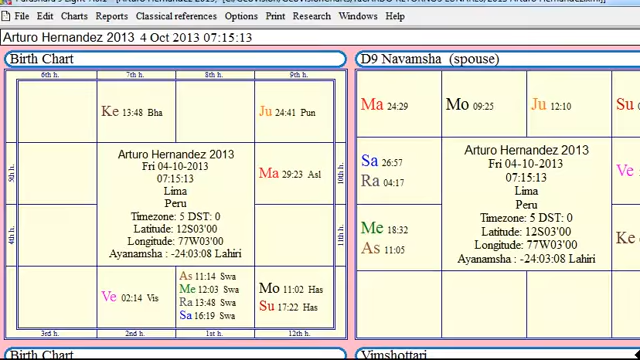 File Edit Charts Reports Classical references Options Print Research Windows Help
Arturo Hernandez 2013 4 Oct 2013 07:15:13
Birth Chart
6th h. 7th h. 8th h. 9th h.
Ke 13:48 Bha
Ju 24:41 Pun
5th h.
Arturo Hernandez 2013
Fri 04-10-2013
07:15:13
Lima
Peru
Timezone: 5 DST: 0
Latitude: 12S03'00
Longitude: 77W03'00
Ayanamsha : -24:03:08 Lahiri
Ma 29:23 Asl
10th h.
4th h.
11th h.
Ve 02:14 Vis
As 11:14 Swa
Me 12:03 Swa
Ra 13:48 Swa
Sa 16:19 Swa
Mo 11:02 Has
Su 17:22 Has
3rd h. 2nd h. 1st h. 12th h.
D9 Navamsha (spouse)
Ma 24:29
Mo 09:25
Ju 12:10
Su
Sa 26:57
Ra 04:17
Arturo Hernandez 2013
Fri 04-10-2013
07:15:13
Lima
Peru
Timezone: 5 DST: 0
Latitude: 12S03'00
Longitude: 77W03'00
Ayanamsha : -24:03:08 Lahiri
Ve
Me 18:32
As 11:05
Ke
Birth Chart
Vimshottari